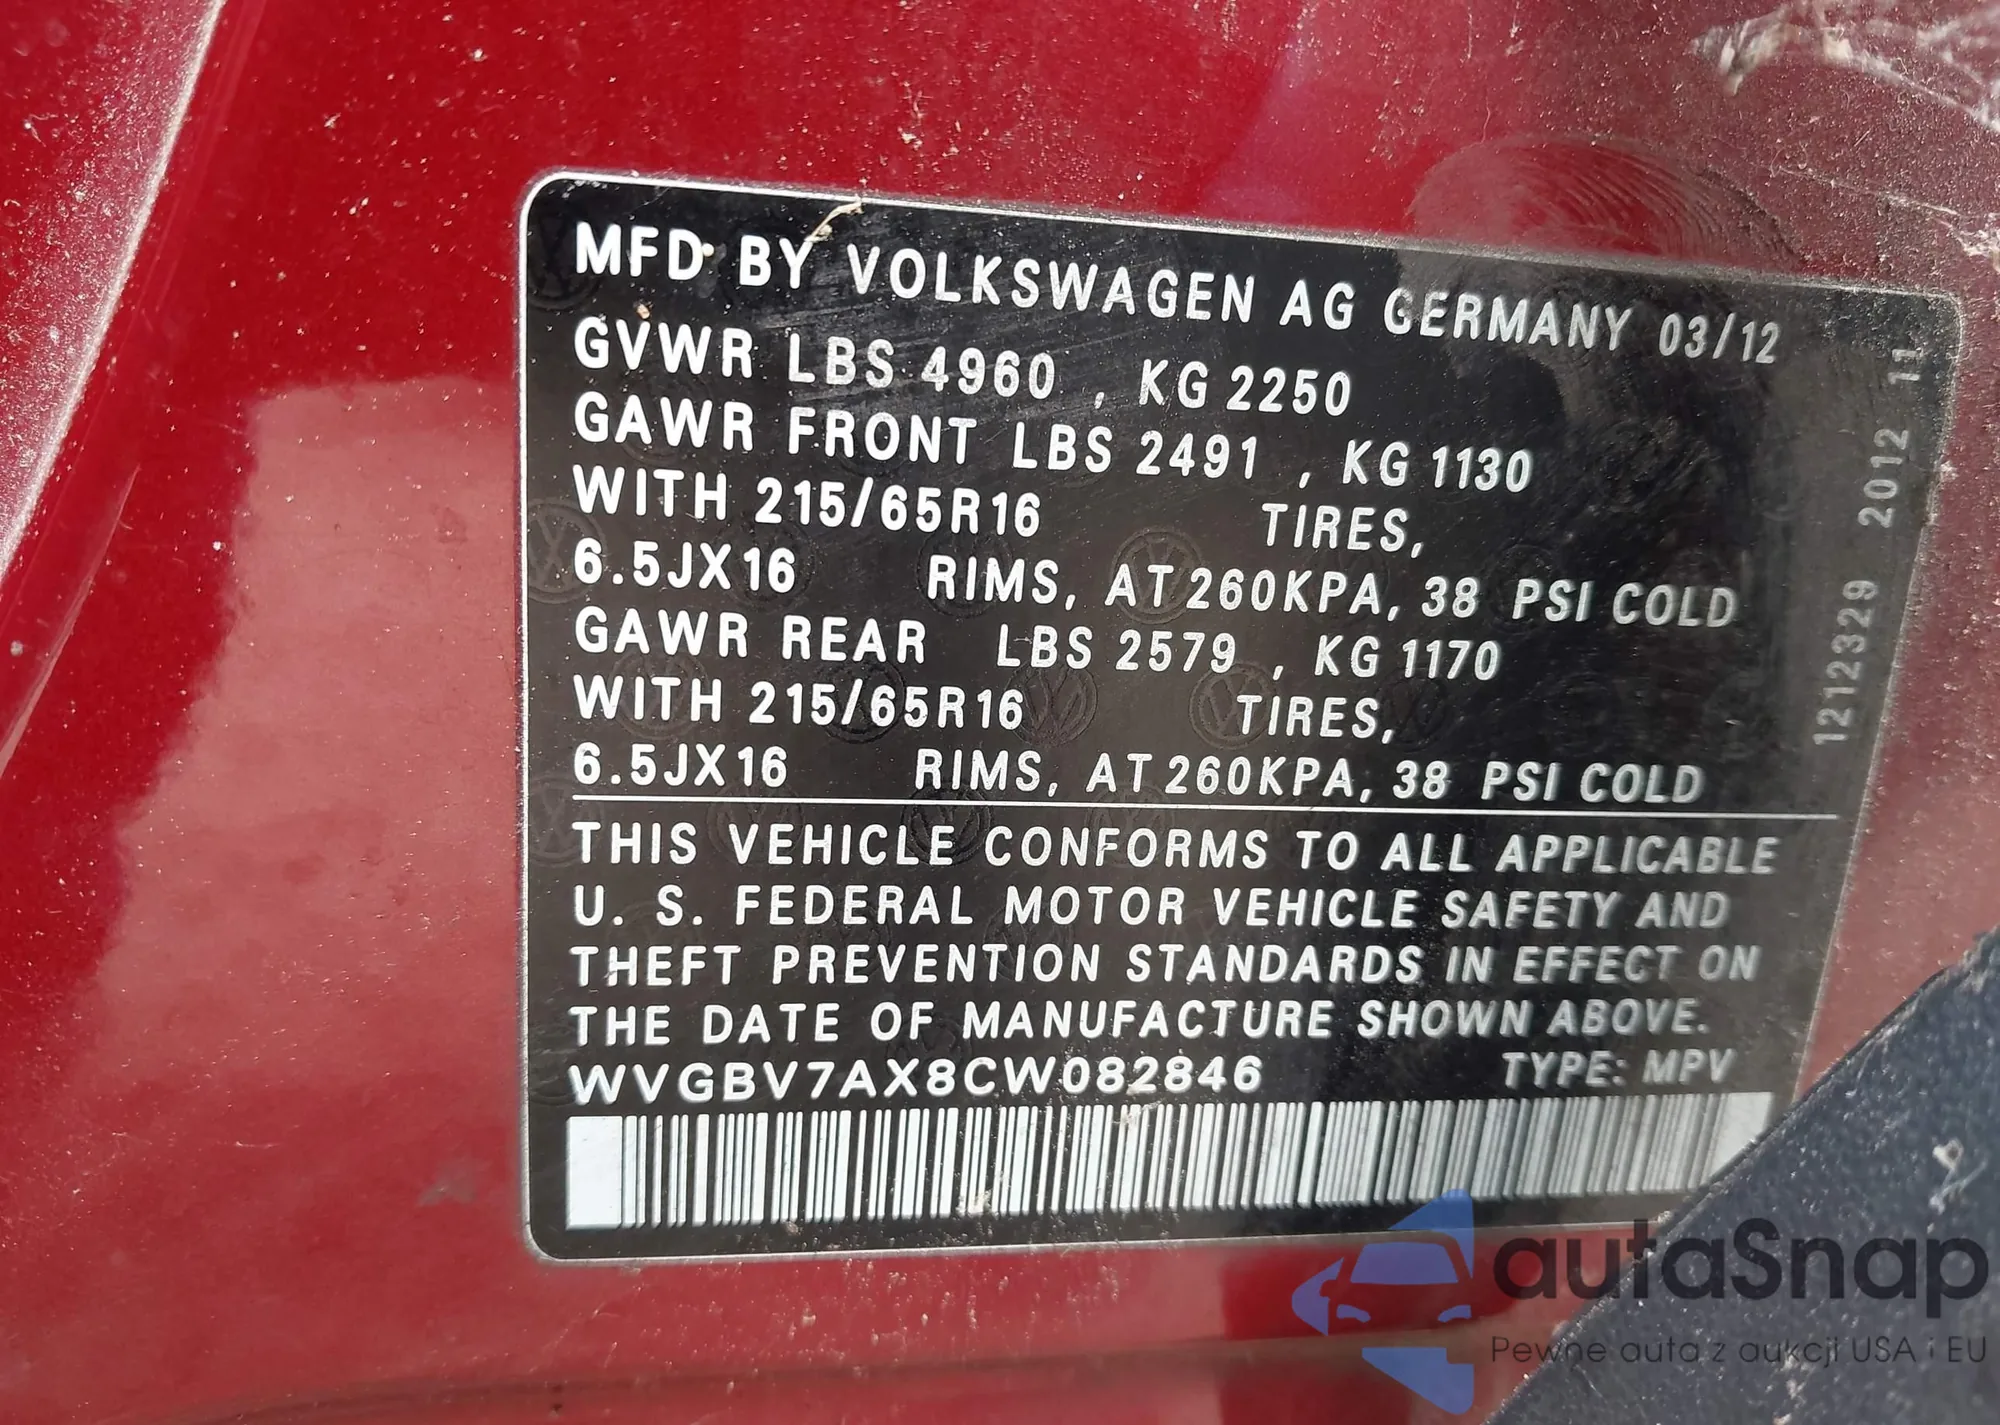 MFD BY VOLKSWAGEN AG GERMANY 03/12
GVWR LBS 4960 , KG 2250
GAWR FRONT LBS 2491 , KG 1130
WITH 215/65R16 TIRES,
6.5JX16 RIMS, AT 260KPA, 38 PSI COLD
GAWR REAR LBS 2579 , KG 1170
WITH 215/65R16 TIRES,
6.5JX16 RIMS, AT 260KPA, 38 PSI COLD
THIS VEHICLE CONFORMS TO ALL APPLICABLE
U. S. FEDERAL MOTOR VEHICLE SAFETY AND
THEFT PREVENTION STANDARDS IN EFFECT ON
THE DATE OF MANUFACTURE SHOWN ABOVE.
WVGBV7AX8CW082846 TYPE: MPV
1212329 2012 11
autaSnap
Pewne auta z aukcji USA i EU